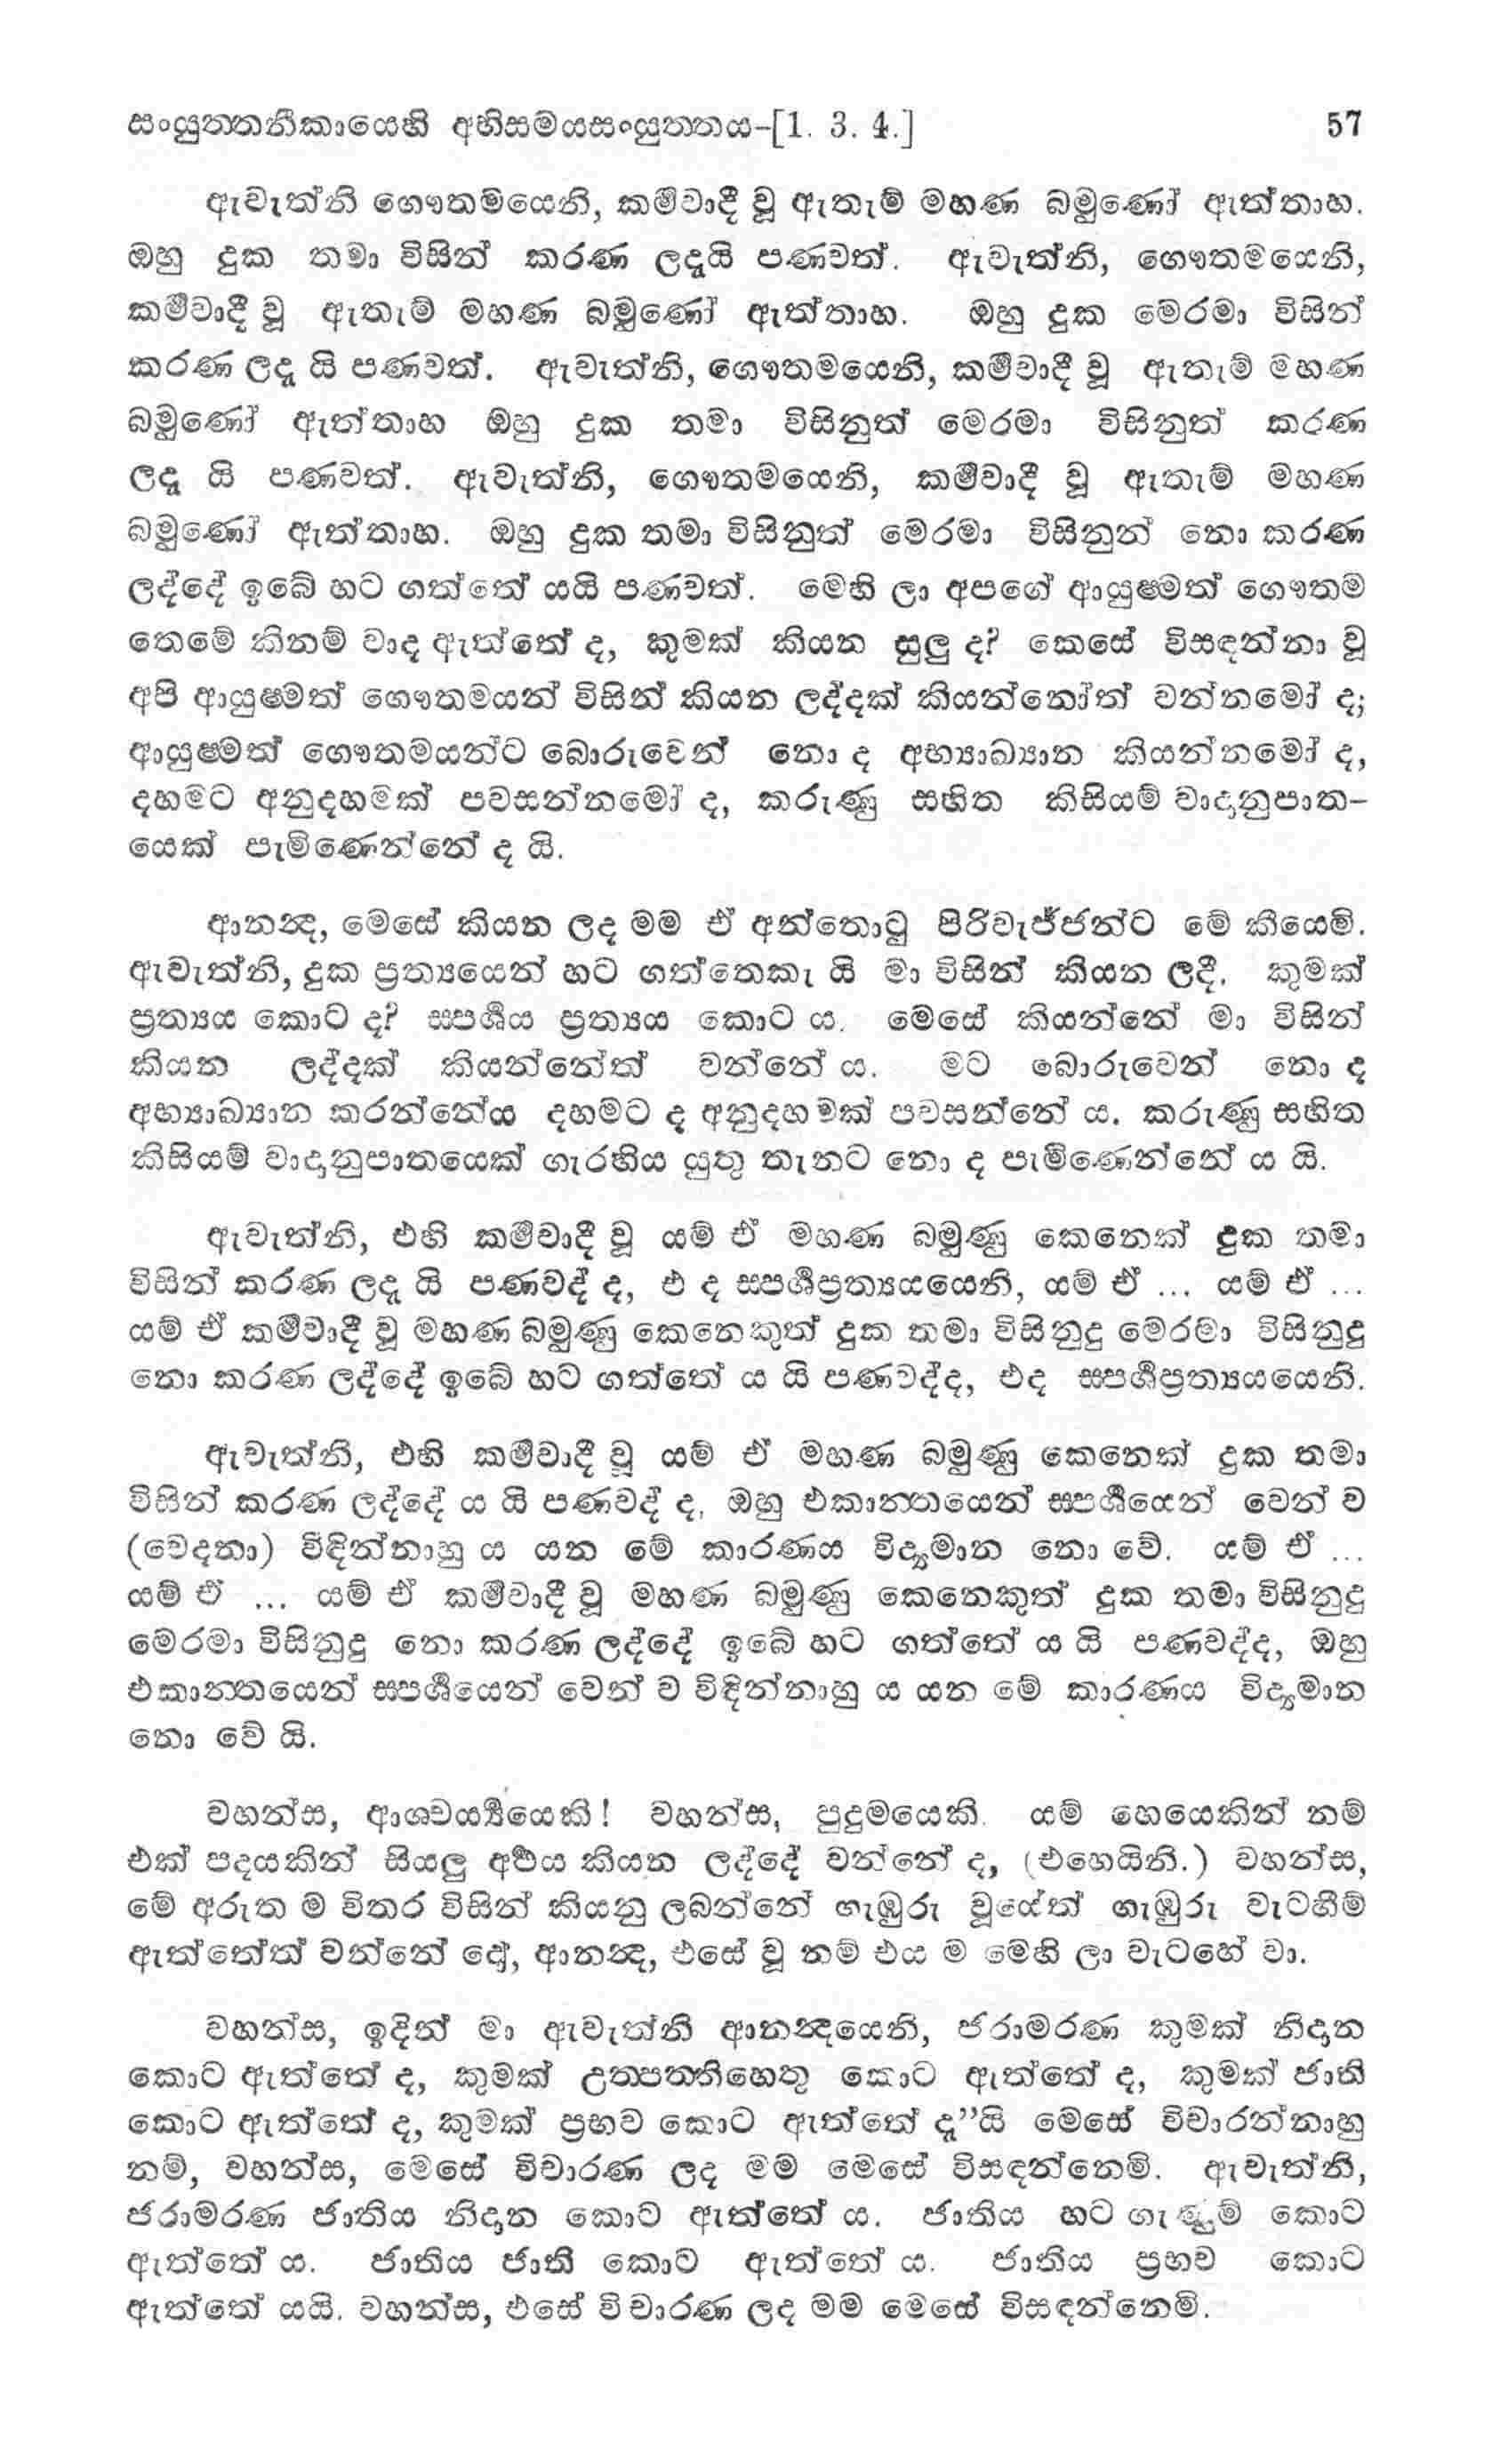 සංයුත්තනිකායෙහි අභිසමයසංයුත්තය-[1. 3. 4.] 57
ඇවැත්නි ගෞතමයෙනි, කර්මවාදී වූ ඇතැම් මහණ බමුණෝ ඇත්තාහ.
ඔහු දුක තමා විසින් කරණ ලදැයි පණවත්. ඇවැත්නි, ගෞතමයෙනි,
කර්මවාදී වූ ඇතැම් මහණ බමුණෝ ඇත්තාහ. ඔහු දුක මෙරමා විසින්
කරණ ලදැ යි පණවත්. ඇවැත්නි, ගෞතමයෙනි, කර්මවාදී වූ ඇතැම් මහණ
බමුණෝ ඇත්තාහ ඔහු දුක තමා විසිනුත් මෙරමා විසිනුත් කරණ
ලදැ යි පණවත්. ඇවැත්නි, ගෞතමයෙනි, කර්මවාදී වූ ඇතැම් මහණ
බමුණෝ ඇත්තාහ. ඔහු දුක තමා විසිනුත් මෙරමා විසිනුත් නො කරණ
ලද්දේ ඉබේ හට ගත්තේ යයි පණවත්. මෙහි ලා අපගේ ආයුෂ්මත් ගෞතම
තෙමේ කිනම් වාද ඇත්තේ ද, කුමක් කියන සුලු ද? කෙසේ විසඳන්නා වූ
අපි ආයුෂ්මත් ගෞතමයන් විසින් කියන ලද්දක් කියන්නෝත් වන්නමෝ ද;
ආයුෂ්මත් ගෞතමයන්ට බොරුවෙන් නො ද අභ්‍යාඛ්‍යාන කියන්නමෝ ද,
දහමට අනුදහමක් පවසන්නමෝ ද, කරුණු සහිත කිසියම් වාදානුපාත-
යෙක් පැමිණෙන්නේ ද යි.
ආනන්ද, මෙසේ කියන ලද මම ඒ අන්තොටු පිරිවැජ්ජන්ට මේ කීයෙමි.
ඇවැත්නි, දුක ප්‍රත්‍යයෙන් හට ගත්තෙකැ යි මා විසින් කියන ලදී. කුමක්
ප්‍රත්‍යය කොට ද? ස්පර්ශය ප්‍රත්‍යය කොට ය. මෙසේ කියන්නේ මා විසින්
කියන ලද්දක් කියන්නේත් වන්නේ ය. මට බොරුවෙන් නො ද
අභ්‍යාඛ්‍යාන කරන්නේය දහමට ද අනුදහමක් පවසන්නේ ය. කරුණු සහිත
කිසියම් වාදානුපාතයෙක් ගැරහිය යුතු තැනට නො ද පැමිණෙන්නේ ය යි.
ඇවැත්නි, එහි කර්මවාදී වූ යම් ඒ මහණ බමුණු කෙනෙක් දුක තමා
විසින් කරණ ලදැ යි පණවද් ද, එ ද ස්පර්ශප්‍රත්‍යයයෙනි, යම් ඒ ... යම් ඒ ...
යම් ඒ කර්මවාදී වූ මහණ බමුණු කෙනෙකුත් දුක තමා විසිනුදු මෙරමා විසිනුදු
නො කරණ ලද්දේ ඉබේ හට ගත්තේ ය යි පණවද්ද, එද ස්පර්ශප්‍රත්‍යයයෙනි.
ඇවැත්නි, එහි කර්මවාදී වූ යම් ඒ මහණ බමුණු කෙනෙක් දුක තමා
විසින් කරණ ලද්දේ ය යි පණවද් ද, ඔහු එකාන්තයෙන් ස්පර්ශයෙන් වෙන් ව
(වෙදනා) විඳින්නාහු ය යන මේ කාරණය විද්‍යමාන නො වේ. යම් ඒ ...
යම් ඒ ... යම් ඒ කර්මවාදී වූ මහණ බමුණු කෙනෙකුත් දුක තමා විසිනුදු
මෙරමා විසිනුදු නො කරණ ලද්දේ ඉබේ හට ගත්තේ ය යි පණවද්ද, ඔහු
එකාන්තයෙන් ස්පර්ශයෙන් වෙන් ව විඳින්නාහු ය යන මේ කාරණය විද්‍යමාන
නො වේ යි.
වහන්ස, ආශ්චර්‍ය්‍යයෙකි! වහන්ස, පුදුමයෙකි. යම් හෙයෙකින් නම්
එක් පදයකින් සියලු අර්ථය කියන ලද්දේ වන්නේ ද, (එහෙයිනි.) වහන්ස,
මේ අරුත ම විතර විසින් කියනු ලබන්නේ ගැඹුරු වූයේත් ගැඹුරු වැටහීම්
ඇත්තේත් වන්නේ දෝ, ආනන්ද, එසේ වූ නම් එය ම මෙහි ලා වැටහේ වා.
වහන්ස, ඉදින් මා ඇවැත්නි ආනන්දයෙනි, ජරාමරණ කුමක් නිදාන
කොට ඇත්තේ ද, කුමක් උත්පත්තිහෙතු කොට ඇත්තේ ද, කුමක් ජාති
කොට ඇත්තේ ද, කුමක් ප්‍රභව කොට ඇත්තේ දැ”යි මෙසේ විචාරන්නාහු
නම්, වහන්ස, මෙසේ විචාරණ ලද මම මෙසේ විසඳන්නෙමි. ඇවැත්නි,
ජරාමරණ ජාතිය නිදාන කොට ඇත්තේ ය. ජාතිය හට ගැණුම් කොට
ඇත්තේ ය. ජාතිය ජාති කොට ඇත්තේ ය. ජාතිය ප්‍රභව කොට
ඇත්තේ යයි. වහන්ස, එසේ විචාරණ ලද මම මෙසේ විසඳන්නෙමි.